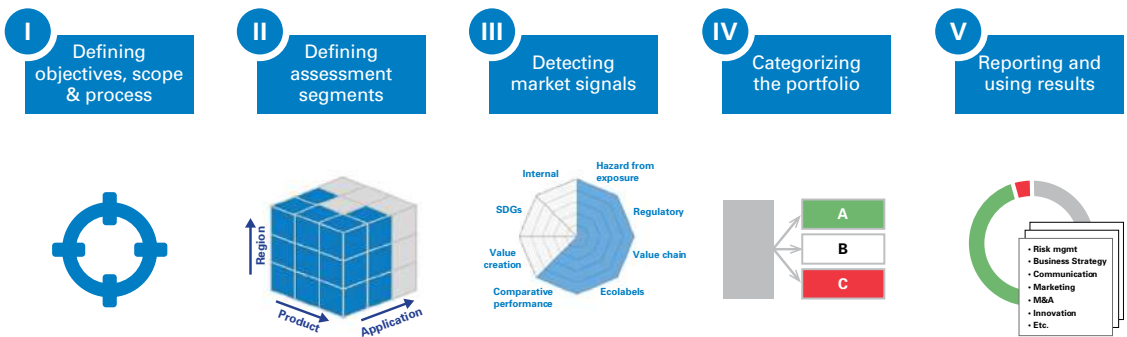 I
Defining
objectives, scope
& process
II
Defining
assessment
segments
III
Detecting
market signals
IV
Categorizing
the portfolio
V
Reporting and
using results
Region
Product
Application
Internal
Hazard from
exposure
SDGs
Regulatory
Value
creation
Value chain
Comparative
performance
Ecolabels
A
B
C
• Risk mgmt
• Business Strategy
• Communication
• Marketing
• M&A
• Innovation
• Etc.